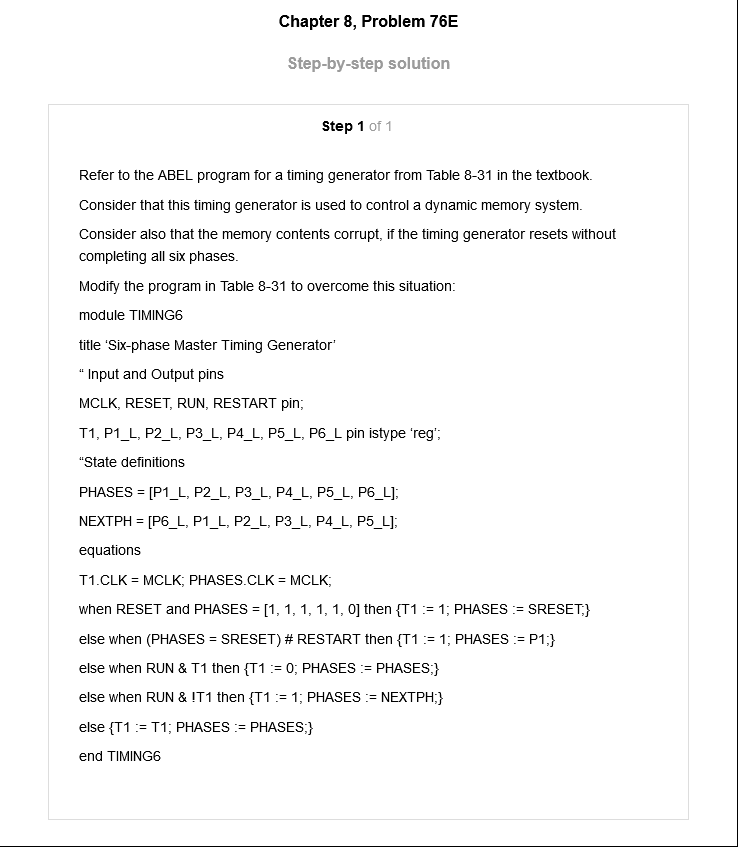 Chapter 8, Problem 76E
Step-by-step solution
Step 1 of 1
Refer to the ABEL program for a timing generator from Table 8-31 in the textbook.
Consider that this timing generator is used to control a dynamic memory system.
Consider also that the memory contents corrupt, if the timing generator resets without
completing all six phases.
Modify the program in Table 8-31 to overcome this situation:
module TIMING6
title ‘Six-phase Master Timing Generator’
“ Input and Output pins
MCLK, RESET, RUN, RESTART pin;
T1, P1_L, P2_L, P3_L, P4_L, P5_L, P6_L pin istype ‘reg’;
“State definitions
PHASES = [P1_L, P2_L, P3_L, P4_L, P5_L, P6_L];
NEXTPH = [P6_L, P1_L, P2_L, P3_L, P4_L, P5_L];
equations
T1.CLK = MCLK; PHASES.CLK = MCLK;
when RESET and PHASES = [1, 1, 1, 1, 1, 0] then {T1 := 1; PHASES := SRESET;}
else when (PHASES = SRESET) # RESTART then {T1 := 1; PHASES := P1;}
else when RUN & T1 then {T1 := 0; PHASES := PHASES;}
else when RUN & !T1 then {T1 := 1; PHASES := NEXTPH;}
else {T1 := T1; PHASES := PHASES;}
end TIMING6